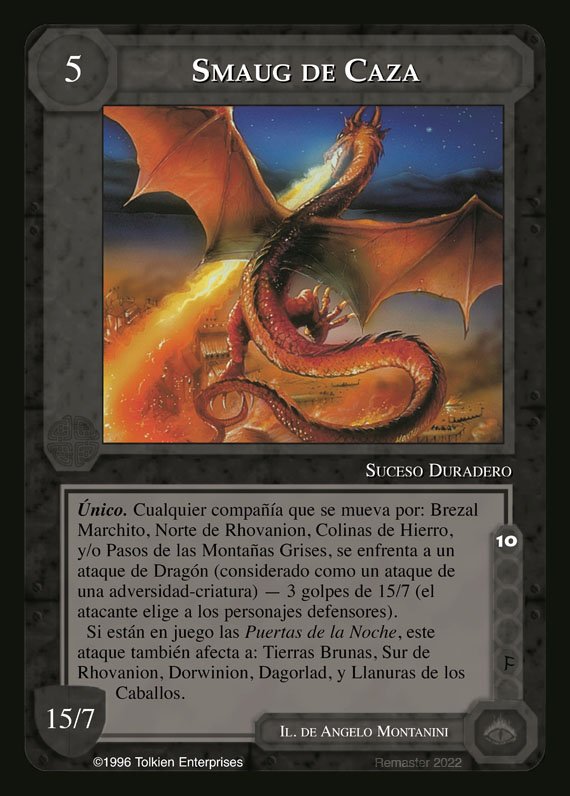 5
SMAUG DE CAZA
SUCESO DURADERO
Único. Cualquier compañía que se mueva por: Brezal
Marchito, Norte de Rhovanion, Colinas de Hierro,
y/o Pasos de las Montañas Grises, se enfrenta a un
ataque de Dragón (considerado como un ataque de
una adversidad-criatura) — 3 golpes de 15/7 (el
atacante elige a los personajes defensores).
Si están en juego las Puertas de la Noche, este
ataque también afecta a: Tierras Brunas, Sur de
Rhovanion, Dorwinion, Dagorlad, y Llanuras de los
Caballos.
10
15/7
IL. DE ANGELO MONTANINI
©1996 Tolkien Enterprises
Remaster 2022